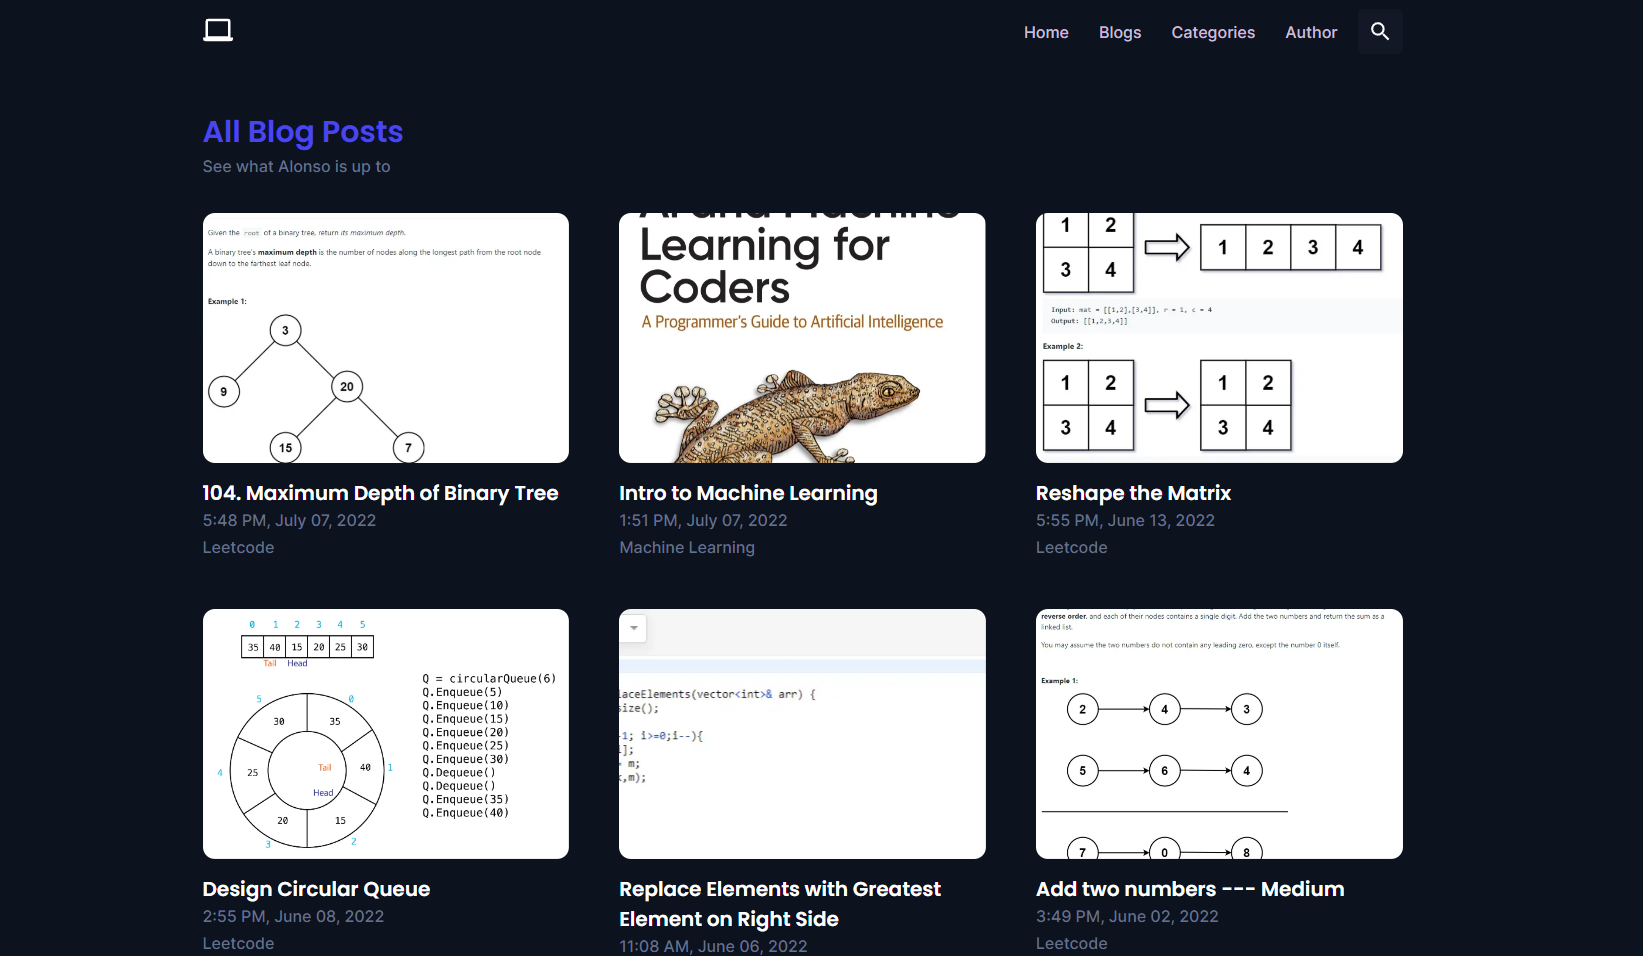 Home Blogs Categories Author
All Blog Posts
See what Alonso is up to
Given the root of a binary tree, return its maximum depth.
A binary tree's maximum depth is the number of nodes along the longest path from the root node
down to the farthest leaf node.
Example 1:
3
9
20
15
7
Learning for
Coders
A Programmer's Guide to Artificial Intelligence
1 2
3 4
1 2 3 4
Input: mat = [[1,2],[3,4]], r = 1, c = 4
Output: [[1,2,3,4]]
Example 2:
1 2
3 4
1 2
3 4
104. Maximum Depth of Binary Tree
5:48 PM, July 07, 2022
Leetcode
Intro to Machine Learning
1:51 PM, July 07, 2022
Machine Learning
Reshape the Matrix
5:55 PM, June 13, 2022
Leetcode
0 1 2 3 4 5
35 40 15 20 25 30
Tail Head
5 0
30 35
4 25 Tail 40 1
Head
20 15
3 2
Q = circularQueue(6)
Q.Enqueue(5)
Q.Enqueue(10)
Q.Enqueue(15)
Q.Enqueue(20)
Q.Enqueue(25)
Q.Enqueue(30)
Q.Dequeue()
Q.Dequeue()
Q.Enqueue(35)
Q.Enqueue(40)
laceElements(vector<int>& arr) {
size();
-1; i>=0;i--){
i];
- m;
,m);
reverse order, and each of their nodes contains a single digit. Add the two numbers and return the sum as a
linked list.
You may assume the two numbers do not contain any leading zero, except the number 0 itself.
Example 1:
2 4 3
5 6 4
7 0 8
Design Circular Queue
2:55 PM, June 08, 2022
Leetcode
Replace Elements with Greatest
Element on Right Side
11:08 AM, June 06, 2022
Add two numbers --- Medium
3:49 PM, June 02, 2022
Leetcode